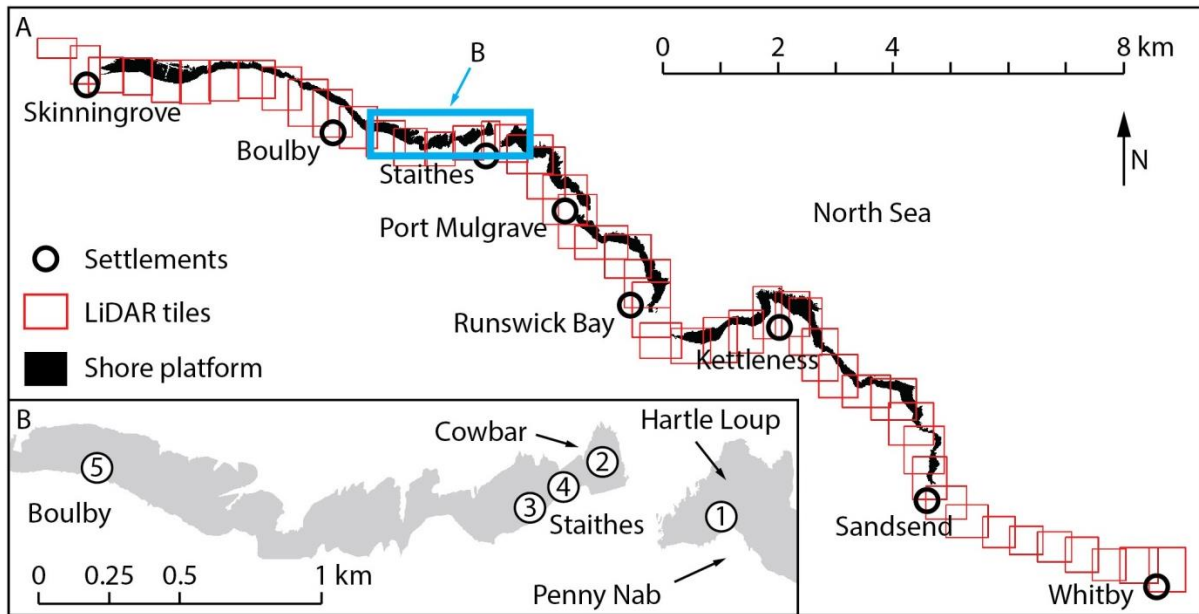 A
B
0 2 4 8 km
Skinningrove
Boulby
Staithes
N
Port Mulgrave
North Sea
Settlements
LiDAR tiles
Runswick Bay
Shore platform
Kettleness
Sandsend
Whitby
B
Cowbar
Hartle Loup
5
2
4
3
1
Boulby
Staithes
0 0.25 0.5 1 km
Penny Nab